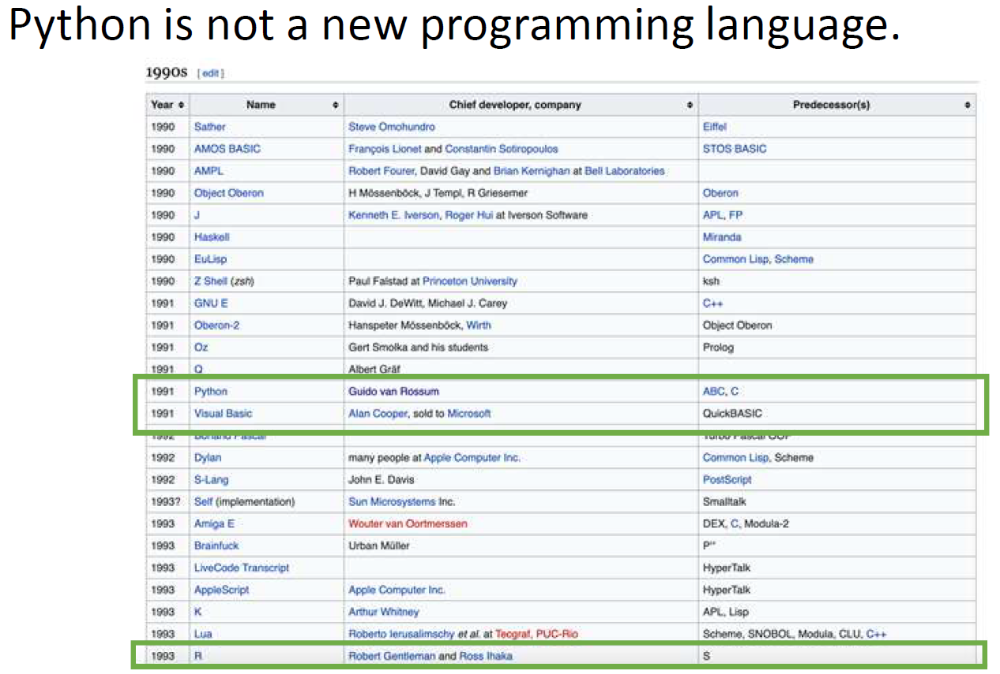 Python is not a new programming language.
1990s [ edit ]
Year Name Chief developer, company Predecessor(s)
1990 Sather Steve Omohundro Eiffel
1990 AMOS BASIC François Lionet and Constantin Sotiropoulos STOS BASIC
1990 AMPL Robert Fourer, David Gay and Brian Kernighan at Bell Laboratories
1990 Object Oberon H Mössenböck, J Templ, R Griesemer Oberon
1990 J Kenneth E. Iverson, Roger Hui at Iverson Software APL, FP
1990 Haskell Miranda
1990 EuLisp Common Lisp, Scheme
1990 Z Shell (zsh) Paul Falstad at Princeton University ksh
1991 GNU E David J. DeWitt, Michael J. Carey C++
1991 Oberon-2 Hanspeter Mössenböck, Wirth Object Oberon
1991 Oz Gert Smolka and his students Prolog
1991 Q Albert Gräf
1991 Python Guido van Rossum ABC, C
1991 Visual Basic Alan Cooper, sold to Microsoft QuickBASIC
1992 Borland Pascal Turbo Pascal OOP
1992 Dylan many people at Apple Computer Inc. Common Lisp, Scheme
1992 S-Lang John E. Davis PostScript
1993? Self (implementation) Sun Microsystems Inc. Smalltalk
1993 Amiga E Wouter van Oortmerssen DEX, C, Modula-2
1993 Brainfuck Urban Müller P′′
1993 LiveCode Transcript HyperTalk
1993 AppleScript Apple Computer Inc. HyperTalk
1993 K Arthur Whitney APL, Lisp
1993 Lua Roberto Ierusalimschy et al. at Tecgraf, PUC-Rio Scheme, SNOBOL, Modula, CLU, C++
1993 R Robert Gentleman and Ross Ihaka S